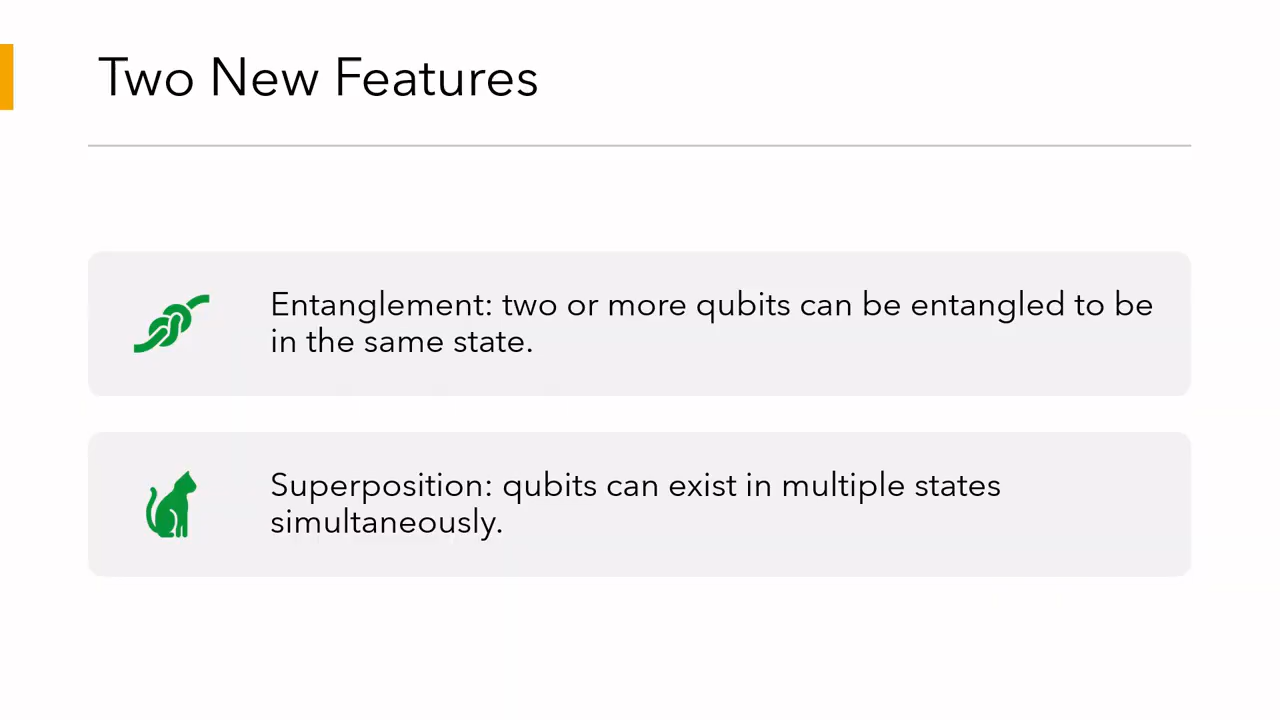 Two New Features
Entanglement: two or more qubits can be entangled to be
in the same state.
Superposition: qubits can exist in multiple states
simultaneously.